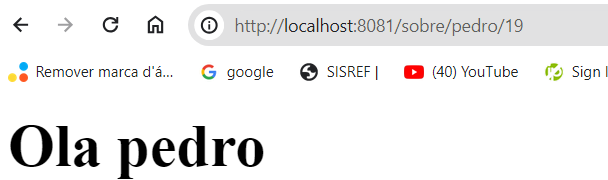 http://localhost:8081/sobre/pedro/19
Remover marca d'á... google SISREF | (40) YouTube Sign I
Ola pedro